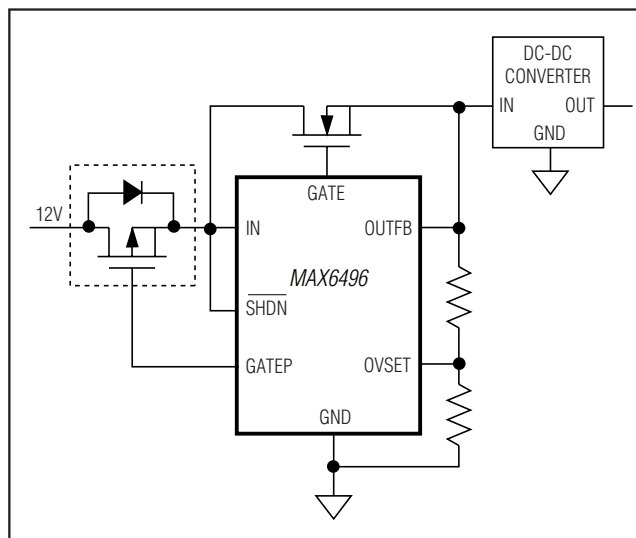 DC-DC
CONVERTER
IN OUT
GND
12V
GATE
IN OUTFB
MAX6496
SHDN
GATEP OVSET
GND